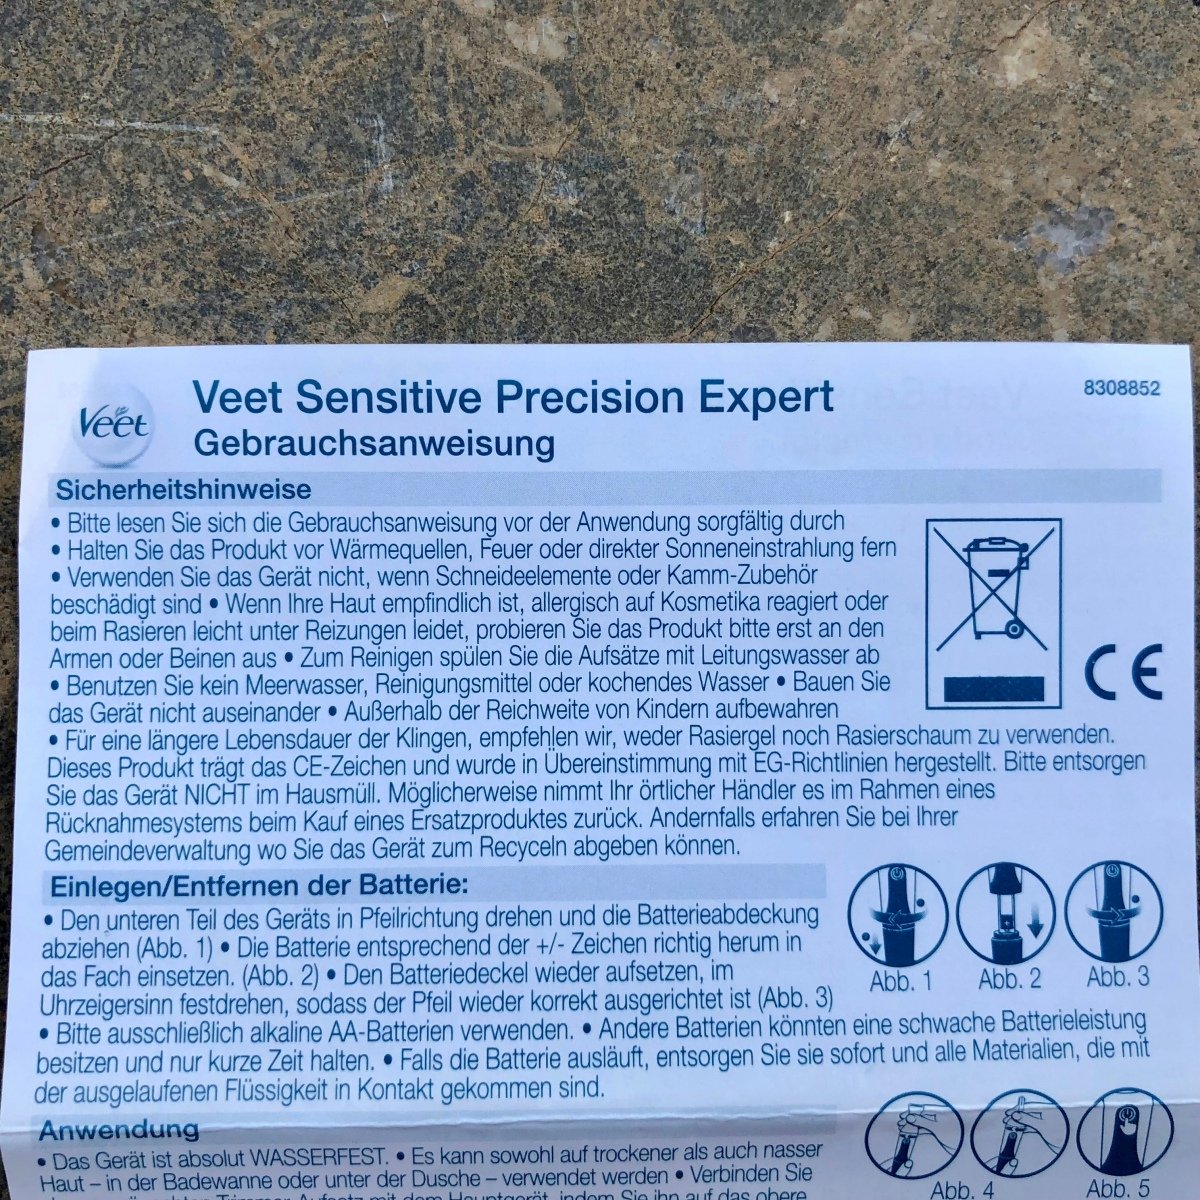 Veet
Veet Sensitive Precision Expert
8308852
Gebrauchsanweisung
Sicherheitshinweise
• Bitte lesen Sie sich die Gebrauchsanweisung vor der Anwendung sorgfältig durch
• Halten Sie das Produkt vor Wärmequellen, Feuer oder direkter Sonneneinstrahlung fern
• Verwenden Sie das Gerät nicht, wenn Schneideelemente oder Kamm-Zubehör
beschädigt sind • Wenn Ihre Haut empfindlich ist, allergisch auf Kosmetika reagiert oder
beim Rasieren leicht unter Reizungen leidet, probieren Sie das Produkt bitte erst an den
Armen oder Beinen aus • Zum Reinigen spülen Sie die Aufsätze mit Leitungswasser ab
• Benutzen Sie kein Meerwasser, Reinigungsmittel oder kochendes Wasser • Bauen Sie
das Gerät nicht auseinander • Außerhalb der Reichweite von Kindern aufbewahren
CE
• Für eine längere Lebensdauer der Klingen, empfehlen wir, weder Rasiergel noch Rasierschaum zu verwenden.
Dieses Produkt trägt das CE-Zeichen und wurde in Übereinstimmung mit EG-Richtlinien hergestellt. Bitte entsorgen
Sie das Gerät NICHT im Hausmüll. Möglicherweise nimmt Ihr örtlicher Händler es im Rahmen eines
Rücknahmesystems beim Kauf eines Ersatzproduktes zurück. Andernfalls erfahren Sie bei Ihrer
Gemeindeverwaltung wo Sie das Gerät zum Recyceln abgeben können.
Einlegen/Entfernen der Batterie:
• Den unteren Teil des Geräts in Pfeilrichtung drehen und die Batterieabdeckung
abziehen (Abb. 1) • Die Batterie entsprechend der +/- Zeichen richtig herum in
das Fach einsetzen. (Abb. 2) • Den Batteriedeckel wieder aufsetzen, im
Uhrzeigersinn festdrehen, sodass der Pfeil wieder korrekt ausgerichtet ist (Abb. 3)
Abb. 1 Abb. 2 Abb. 3
• Bitte ausschließlich alkaline AA-Batterien verwenden. • Andere Batterien könnten eine schwache Batterieleistung
besitzen und nur kurze Zeit halten. • Falls die Batterie ausläuft, entsorgen Sie sie sofort und alle Materialien, die mit
der ausgelaufenen Flüssigkeit in Kontakt gekommen sind.
Anwendung
• Das Gerät ist absolut WASSERFEST. • Es kann sowohl auf trockener als auch nasser
Haut – in der Badewanne oder unter der Dusche – verwendet werden • Verbinden Sie
Trimmer-Aufsatz mit dem Hauptgerät, indem Sie ihn auf das obere
Abb. 4 Abb. 5